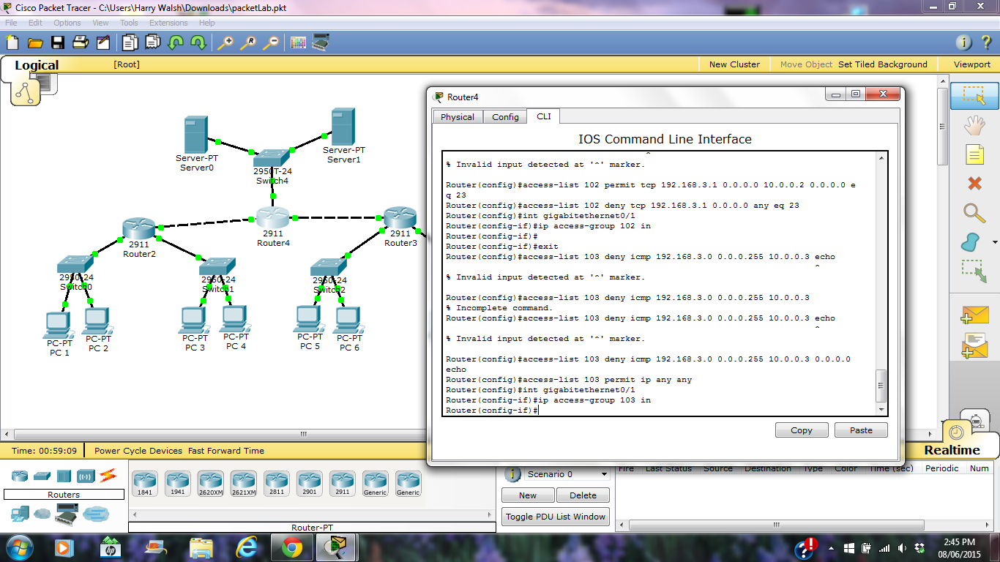 Cisco Packet Tracer - C:\Users\Harry Walsh\Downloads\packetLab.pkt
File Edit Options View Tools Extensions Help
Logical
[Root]
New Cluster
Move Object
Set Tiled Background
Viewport
Server-PT
Server0
Server-PT
Server1
2950T-24
Switch4
2911
Router4
2911
Router2
2911
Router3
2950-24
Switch0
2950-24
Switch1
2950-24
Switch2
PC-PT
PC 1
PC-PT
PC 2
PC-PT
PC 3
PC-PT
PC 4
PC-PT
PC 5
PC-PT
PC 6
Router4
Physical
Config
CLI
IOS Command Line Interface
^
% Invalid input detected at '^' marker.
Router(config)#access-list 102 permit tcp 192.168.3.1 0.0.0.0 10.0.0.2 0.0.0.0 e
q 23
Router(config)#access-list 102 deny tcp 192.168.3.1 0.0.0.0 any eq 23
Router(config)#int gigabitethernet0/1
Router(config-if)#ip access-group 102 in
Router(config-if)#
Router(config-if)#exit
Router(config)#access-list 103 deny icmp 192.168.3.0 0.0.0.255 10.0.0.3 echo
^
% Invalid input detected at '^' marker.
Router(config)#access-list 103 deny icmp 192.168.3.0 0.0.0.255 10.0.0.3
% Incomplete command.
Router(config)#access-list 103 deny icmp 192.168.3.0 0.0.0.255 10.0.0.3 echo
^
% Invalid input detected at '^' marker.
Router(config)#access-list 103 deny icmp 192.168.3.0 0.0.0.255 10.0.0.3 0.0.0.0
echo
Router(config)#access-list 103 permit ip any any
Router(config)#int gigabitethernet0/1
Router(config-if)#ip access-group 103 in
Router(config-if)#
Copy
Paste
Time: 00:59:09
Power Cycle Devices
Fast Forward Time
Realtime
Routers
1841
1941
2620XM
2621XM
2811
2901
2911
Generic
Generic
Router-PT
Scenario 0
New
Delete
Toggle PDU List Window
Fire Last Status Source Destination Type Color Time (sec) Periodic Num
2:45 PM
08/06/2015